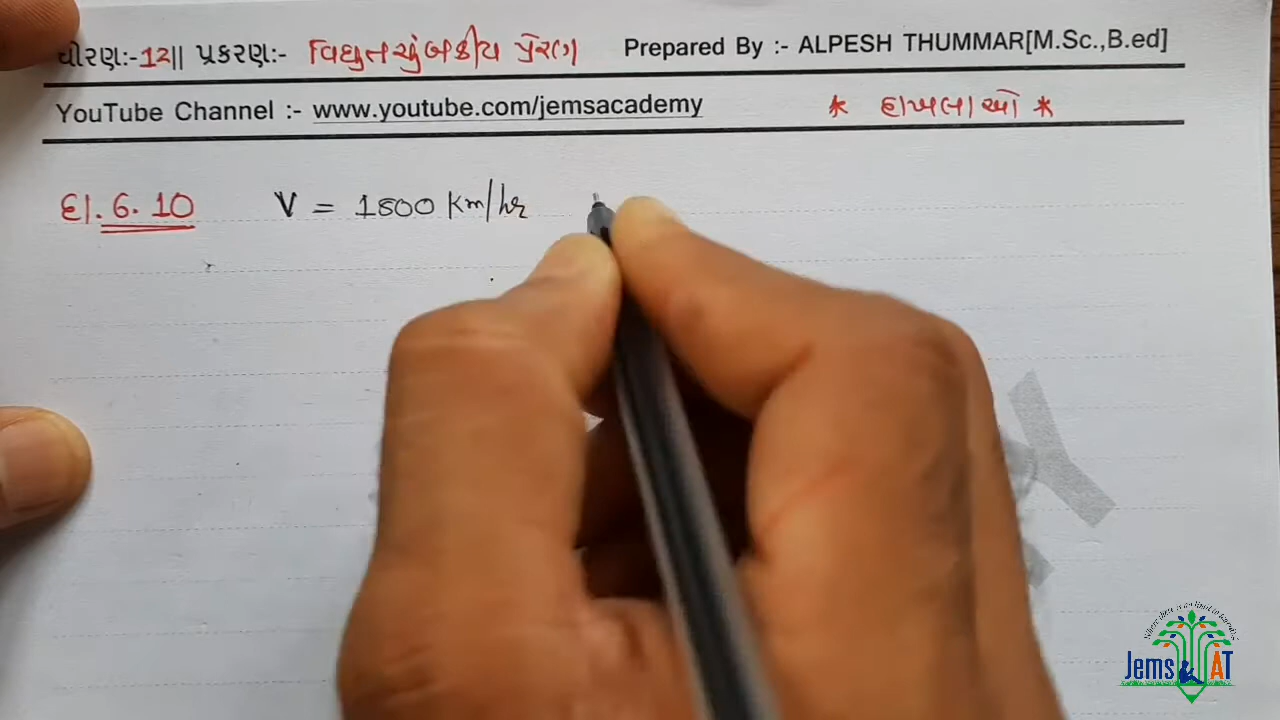 ધોરણ:-12|| પ્રકરણ:- વિદ્યુતચુંબકીય પ્રેરણ Prepared By :- ALPESH THUMMAR[M.Sc.,B.ed]
YouTube Channel :- www.youtube.com/jemsacademy * દાખલાઓ *
દા. 6.10 V = 1800 km/hr
Jems AT